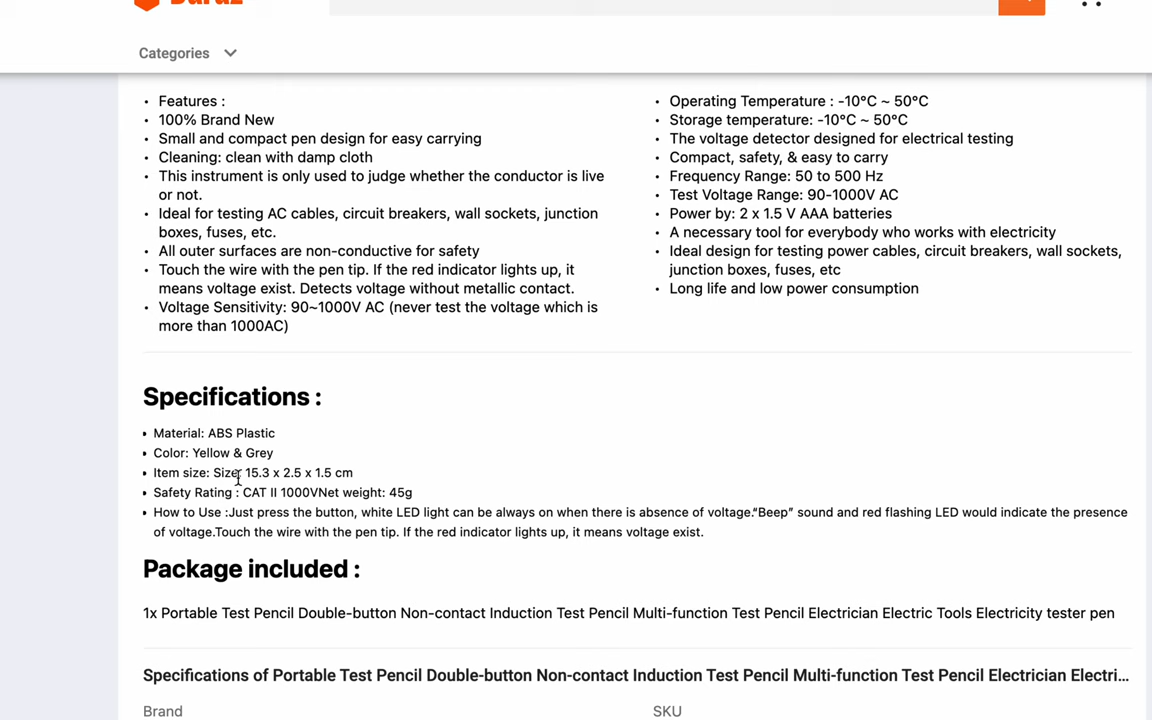 Daraz
Categories
Features :
100% Brand New
Small and compact pen design for easy carrying
Cleaning: clean with damp cloth
This instrument is only used to judge whether the conductor is live
or not.
Ideal for testing AC cables, circuit breakers, wall sockets, junction
boxes, fuses, etc.
All outer surfaces are non-conductive for safety
Touch the wire with the pen tip. If the red indicator lights up, it
means voltage exist. Detects voltage without metallic contact.
Voltage Sensitivity: 90~1000V AC (never test the voltage which is
more than 1000AC)
Operating Temperature : -10°C ~ 50°C
Storage temperature: -10°C ~ 50°C
The voltage detector designed for electrical testing
Compact, safety, & easy to carry
Frequency Range: 50 to 500 Hz
Test Voltage Range: 90-1000V AC
Power by: 2 x 1.5 V AAA batteries
A necessary tool for everybody who works with electricity
Ideal design for testing power cables, circuit breakers, wall sockets,
junction boxes, fuses, etc
Long life and low power consumption
Specifications :
Material: ABS Plastic
Color: Yellow & Grey
Item size: Size: 15.3 x 2.5 x 1.5 cm
Safety Rating : CAT II 1000VNet weight: 45g
How to Use :Just press the button, white LED light can be always on when there is absence of voltage."Beep" sound and red flashing LED would indicate the presence
of voltage.Touch the wire with the pen tip. If the red indicator lights up, it means voltage exist.
Package included :
1x Portable Test Pencil Double-button Non-contact Induction Test Pencil Multi-function Test Pencil Electrician Electric Tools Electricity tester pen
Specifications of Portable Test Pencil Double-button Non-contact Induction Test Pencil Multi-function Test Pencil Electrician Electri...
Brand
SKU